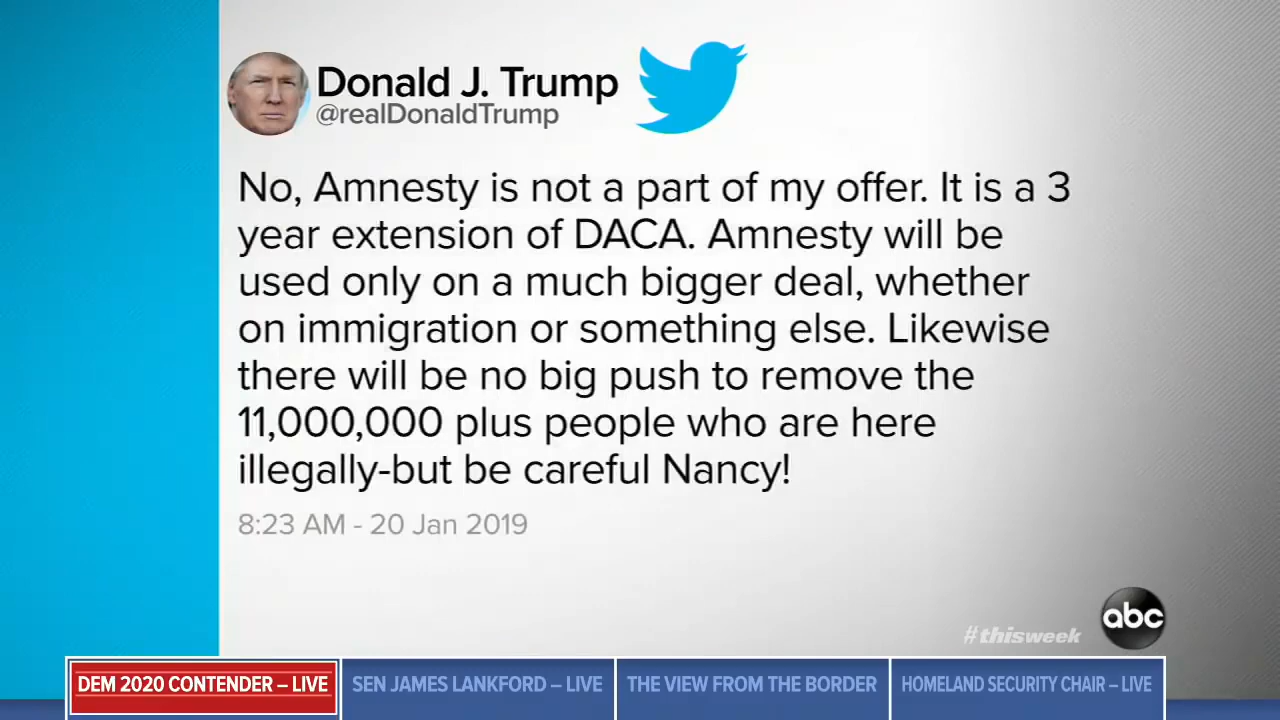 Donald J. Trump
@realDonaldTrump
No, Amnesty is not a part of my offer. It is a 3
year extension of DACA. Amnesty will be
used only on a much bigger deal, whether
on immigration or something else. Likewise
there will be no big push to remove the
11,000,000 plus people who are here
illegally-but be careful Nancy!
8:23 AM - 20 Jan 2019
#thisweek
abc
DEM 2020 CONTENDER – LIVE
SEN JAMES LANKFORD – LIVE
THE VIEW FROM THE BORDER
HOMELAND SECURITY CHAIR – LIVE